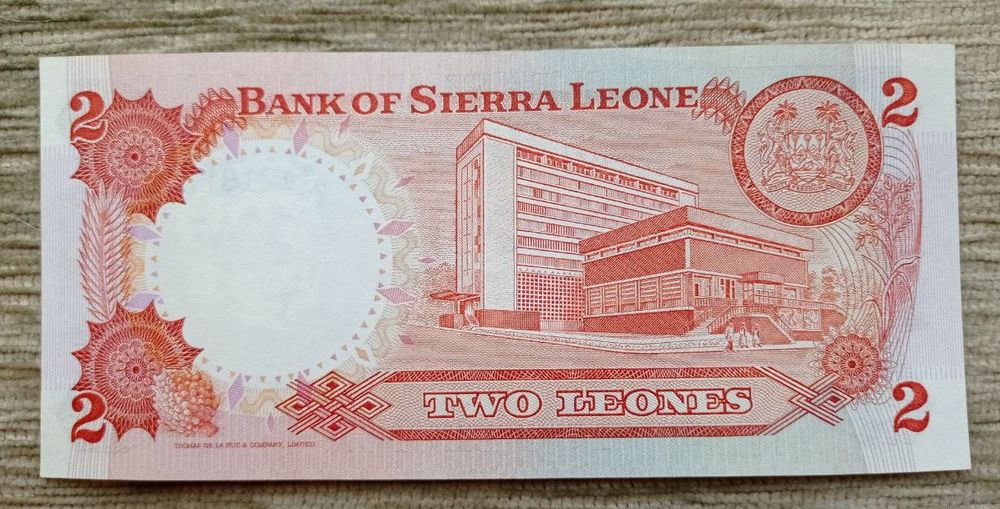 2
BANK OF SIERRA LEONE
2
2
TWO LEONES
2
THOMAS DE LA RUE & COMPANY, LIMITED